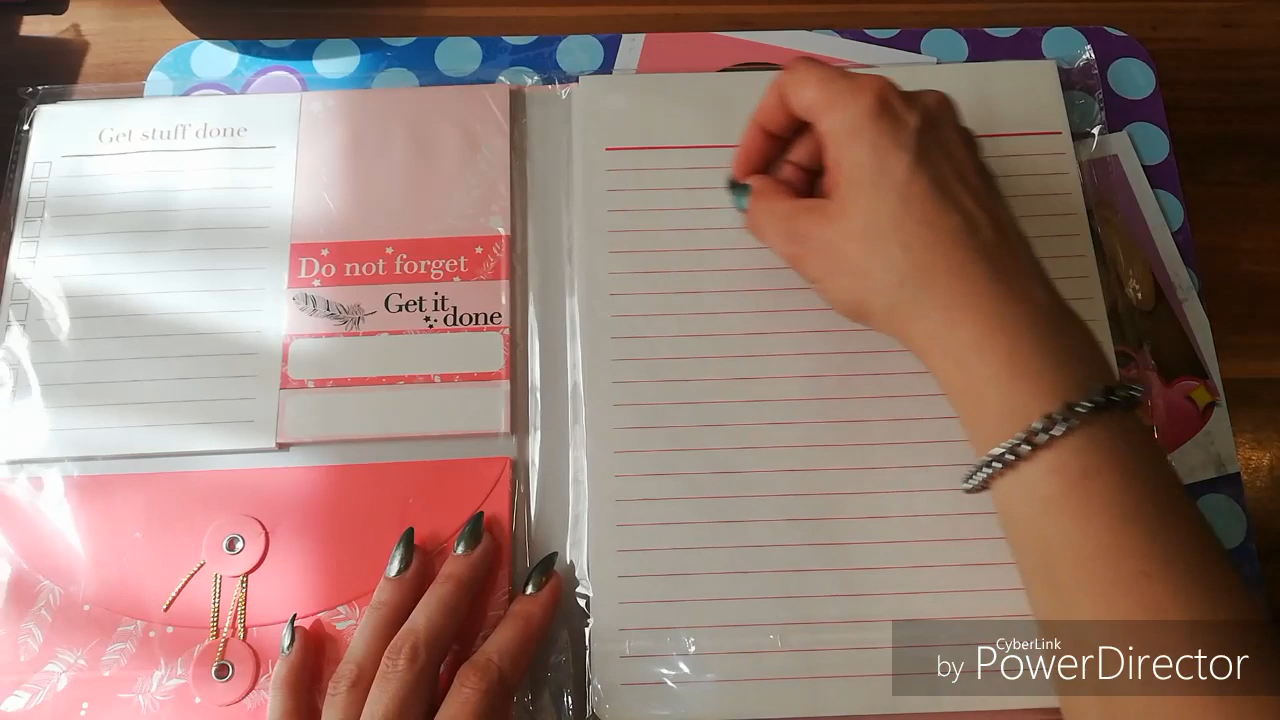 Get stuff done
Do not forget
Get it
done
CyberLink
by PowerDirector